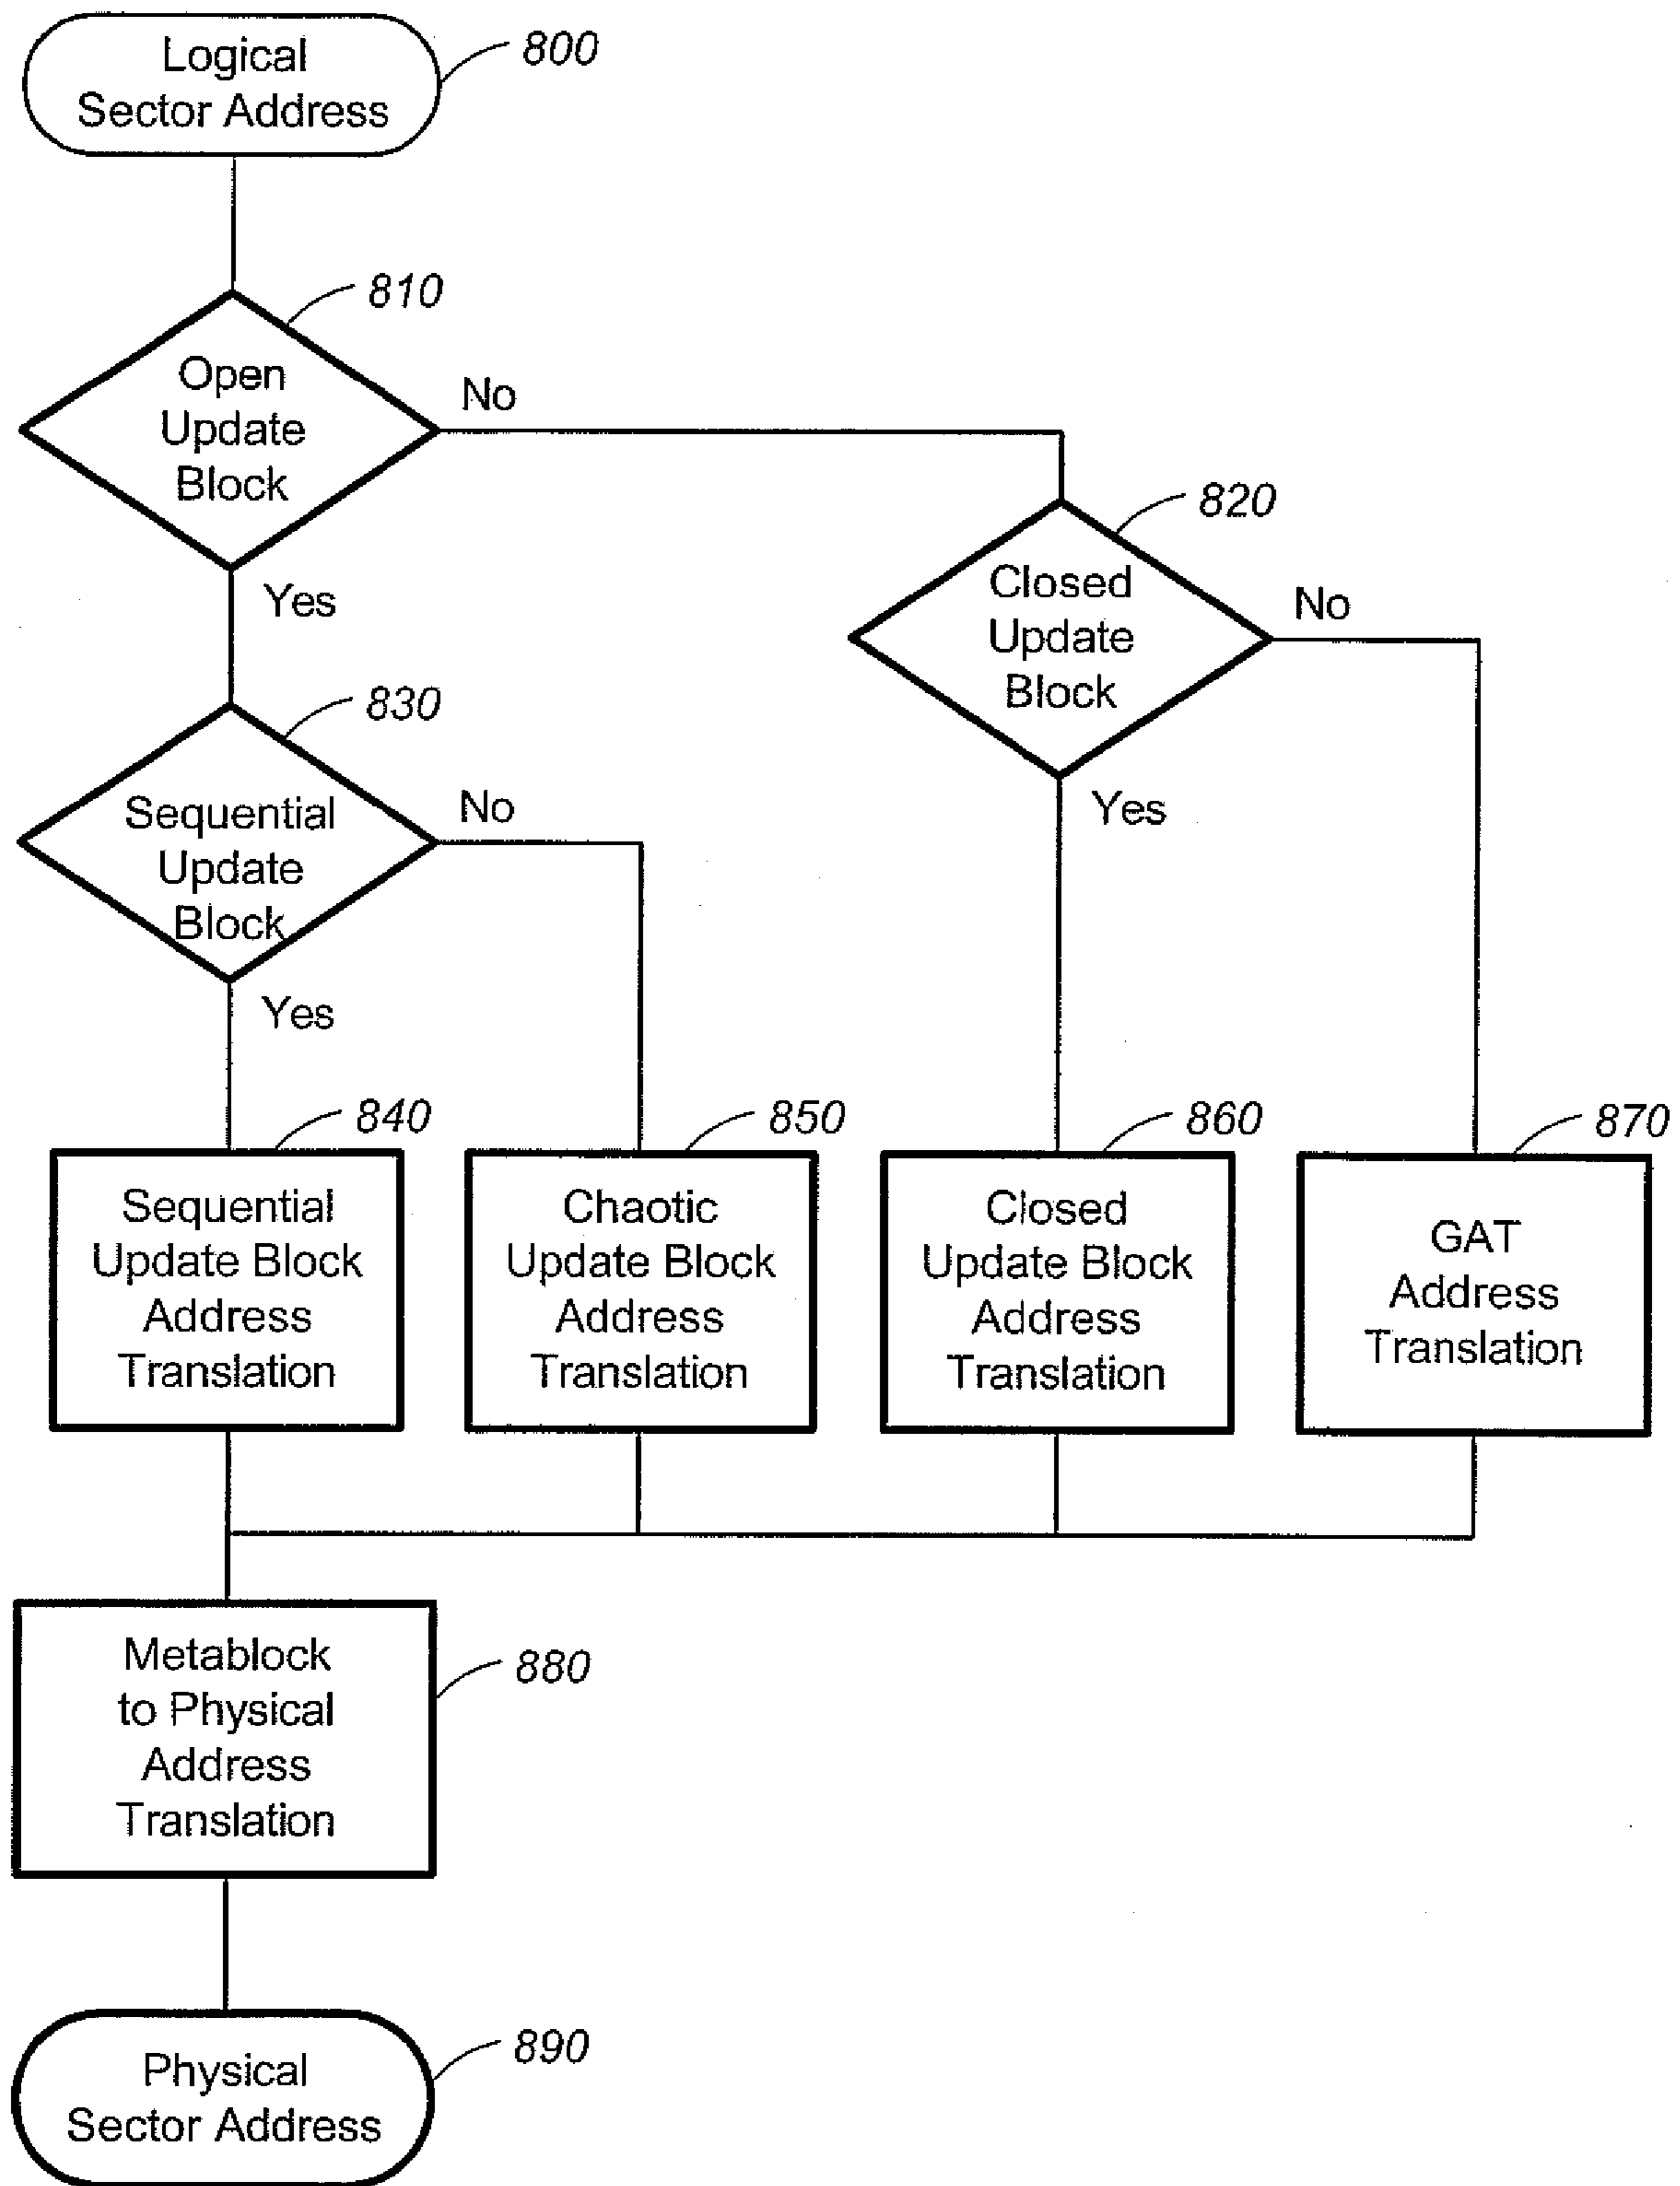 Logical
Sector Address
800
810
Open
Update
Block
No
Yes
820
Closed
Update
Block
No
Yes
830
Sequential
Update
Block
No
Yes
840
Sequential
Update Block
Address
Translation
850
Chaotic
Update Block
Address
Translation
860
Closed
Update Block
Address
Translation
870
GAT
Address
Translation
Metablock
to Physical
Address
Translation
880
Physical
Sector Address
890